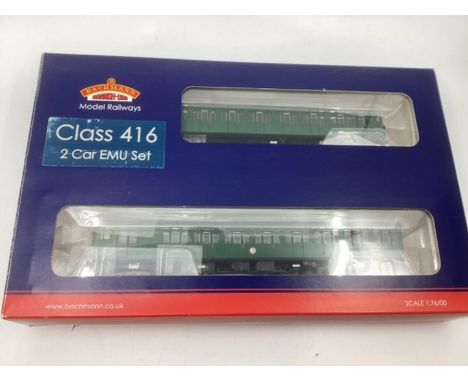 BACHMANN
BRANCH-LINE
Model Railways
Class 416
2 Car EMU Set
www.bachmann.co.uk
SCALE 1:76/00